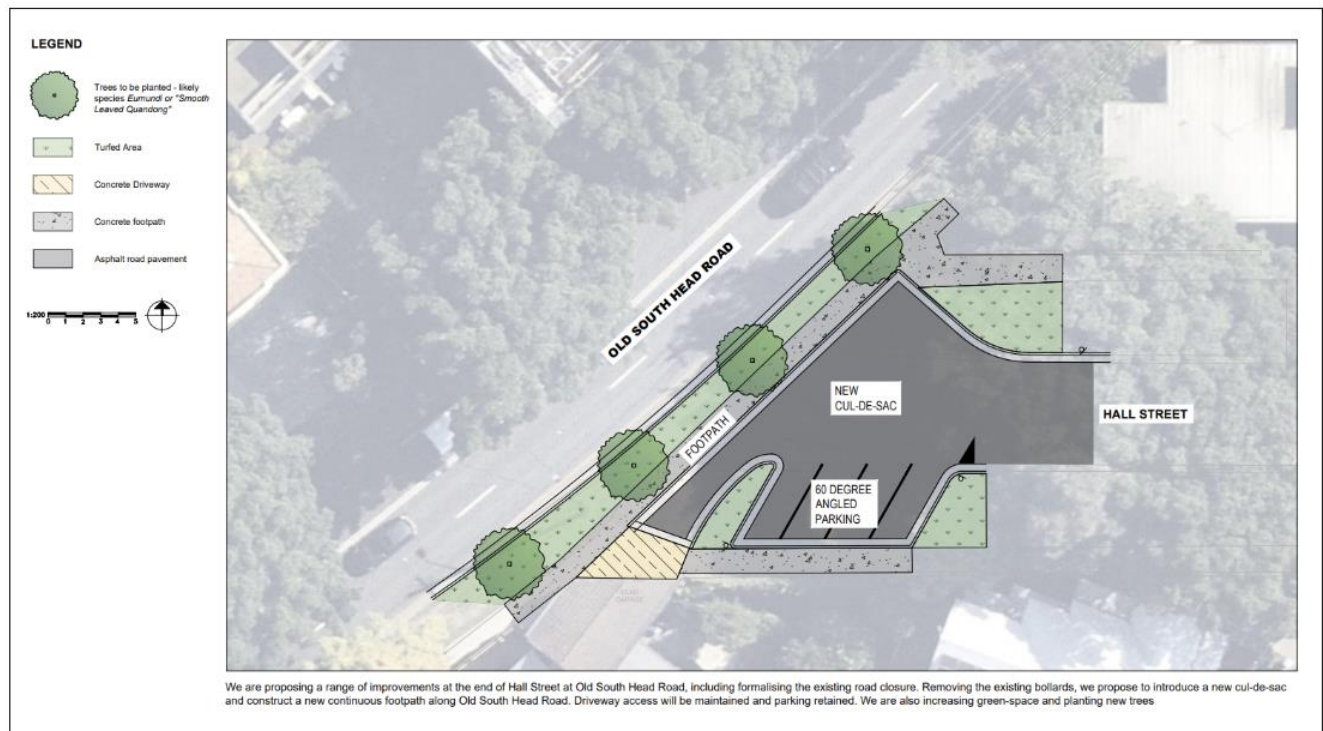 LEGEND
Trees to be planted - likely
species Eumundi or "Smooth
Leaved Quandong"
Turfed Area
Concrete Driveway
Concrete footpath
Asphalt road pavement
1:200 0 1 2 3 4 5
OLD SOUTH HEAD ROAD
FOOTPATH
NEW
CUL-DE-SAC
HALL STREET
60 DEGREE
ANGLED
PARKING
We are proposing a range of improvements at the end of Hall Street at Old South Head Road, including formalising the existing road closure. Removing the existing bollards, we propose to introduce a new cul-de-sac
and construct a new continuous footpath along Old South Head Road. Driveway access will be maintained and parking retained. We are also increasing green-space and planting new trees